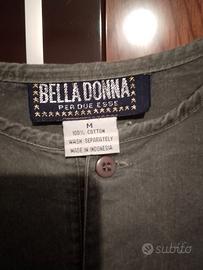 BELLA DONNA
PER DUE ESSE
M
100% COTTON
WASH SEPARATELY
MADE IN INDONESIA
subito